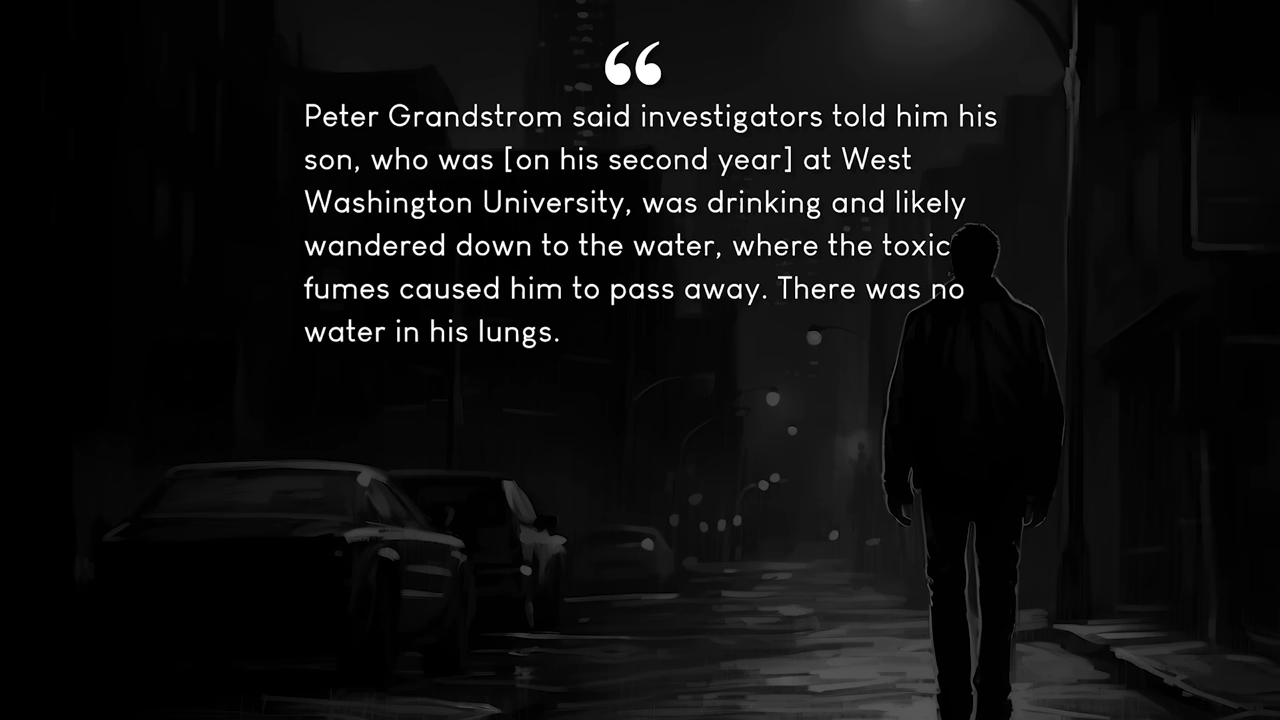 “
Peter Grandstrom said investigators told him his
son, who was [on his second year] at West
Washington University, was drinking and likely
wandered down to the water, where the toxic
fumes caused him to pass away. There was no
water in his lungs.